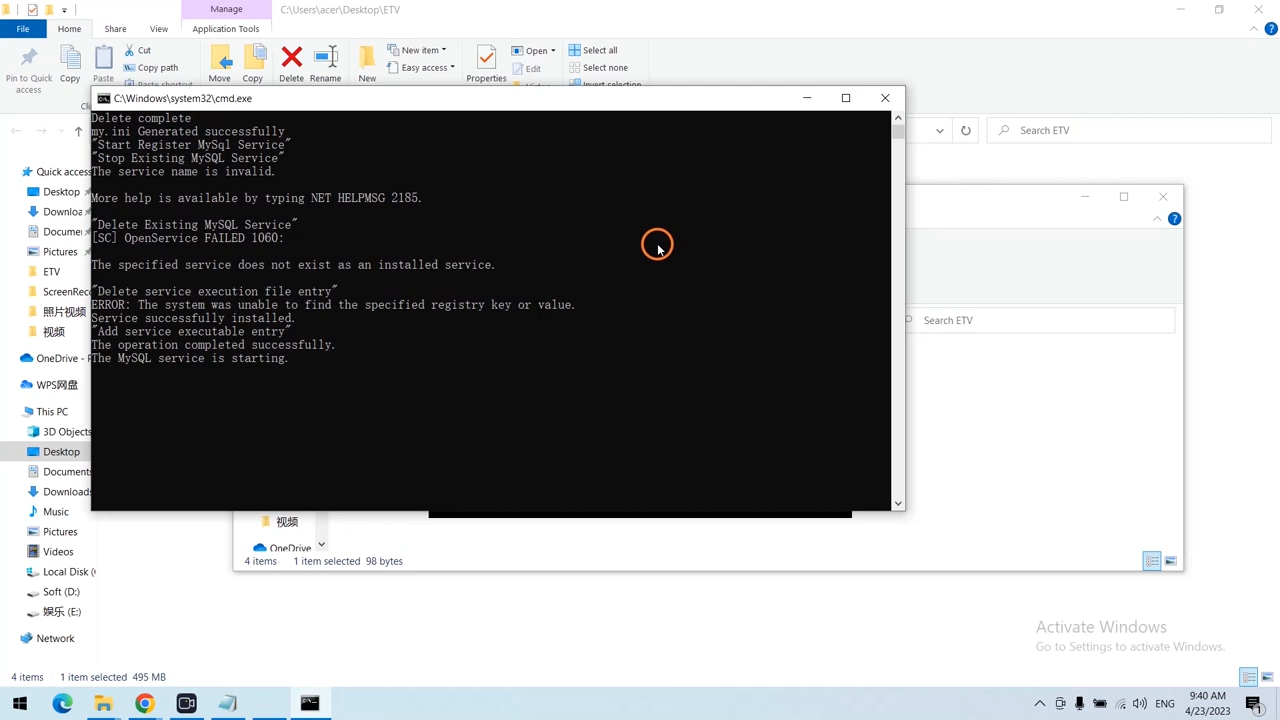 Manage
C:\Users\acer\Desktop\ETV
File
Home
Share
View
Application Tools
Pin to Quick
access
Copy
Paste
Cut
Copy path
Paste shortcut
Move
Copy
Delete
Rename
New
New item
Easy access
Properties
Open
Edit
History
Select all
Select none
Invert selection
C:\Windows\system32\cmd.exe
Search ETV
Delete complete
my.ini Generated successfully
"Start Register MySql Service"
"Stop Existing MySQL Service"
The service name is invalid.
More help is available by typing NET HELPMSG 2185.
"Delete Existing MySQL Service"
[SC] OpenService FAILED 1060:
The specified service does not exist as an installed service.
"Delete service execution file entry"
ERROR: The system was unable to find the specified registry key or value.
Service successfully installed.
"Add service executable entry"
The operation completed successfully.
The MySQL service is starting.
Quick access
Desktop
Downloa
Documen
Pictures
ETV
ScreenRec
照片视频
视频
OneDrive -
WPS网盘
This PC
3D Objects
Desktop
Documents
Downloads
Music
Pictures
Videos
Local Disk (
Soft (D:)
娱乐 (E:)
Network
Search ETV
视频
OneDrive
4 items
1 item selected
98 bytes
Activate Windows
Go to Settings to activate Windows.
4 items
1 item selected
495 MB
ENG
9:40 AM
4/23/2023
1